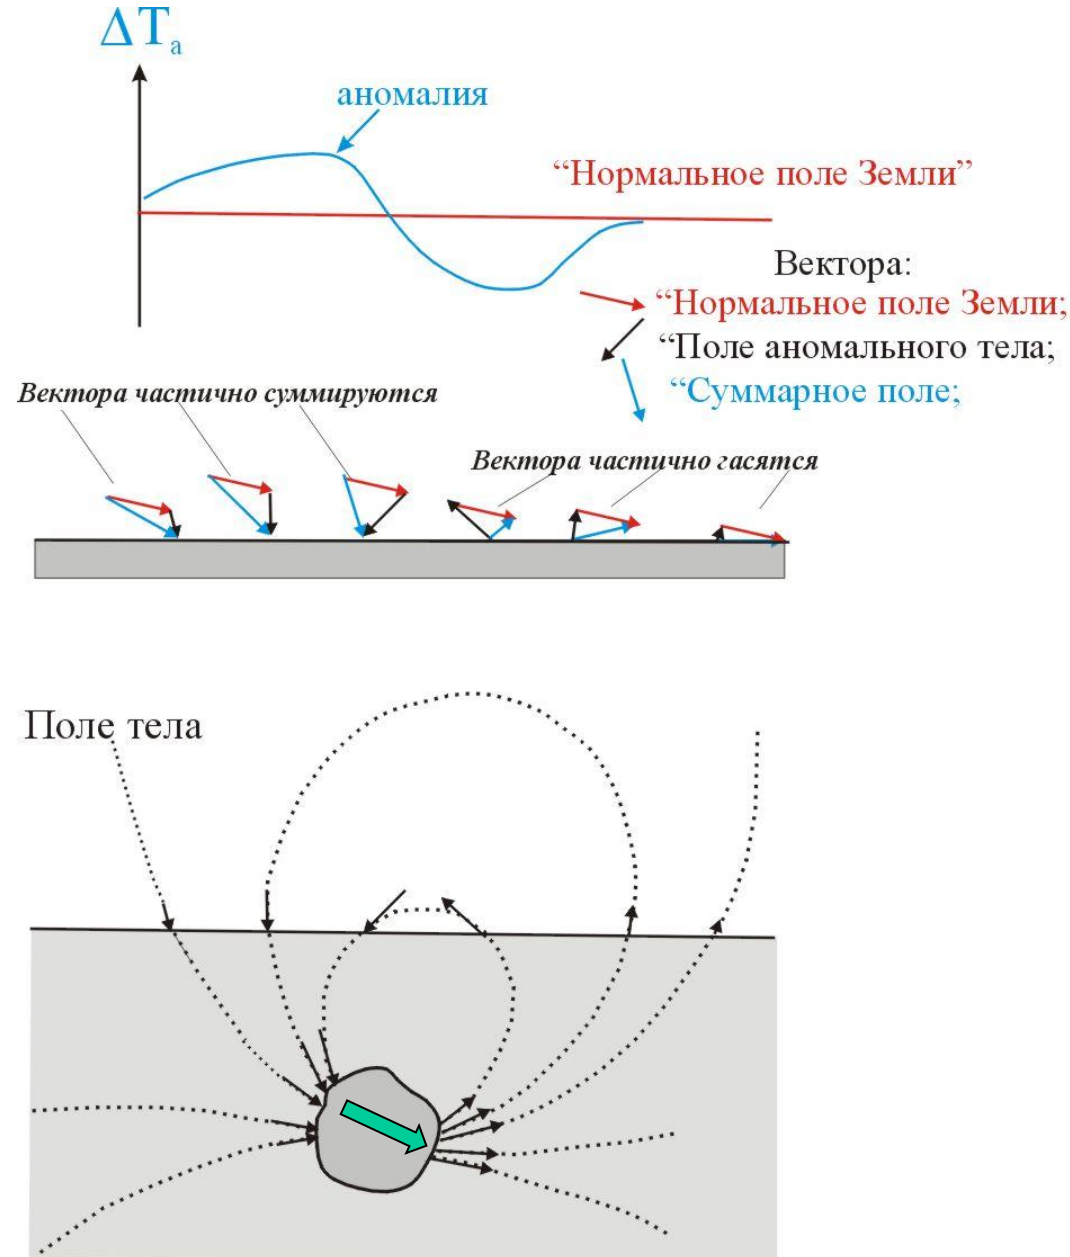 ΔTа
аномалия
“Нормальное поле Земли”
Вектора:
“Нормальное поле Земли;
“Поле аномального тела;
“Суммарное поле;
Вектора частично суммируются
Вектора частично гасятся
Поле тела